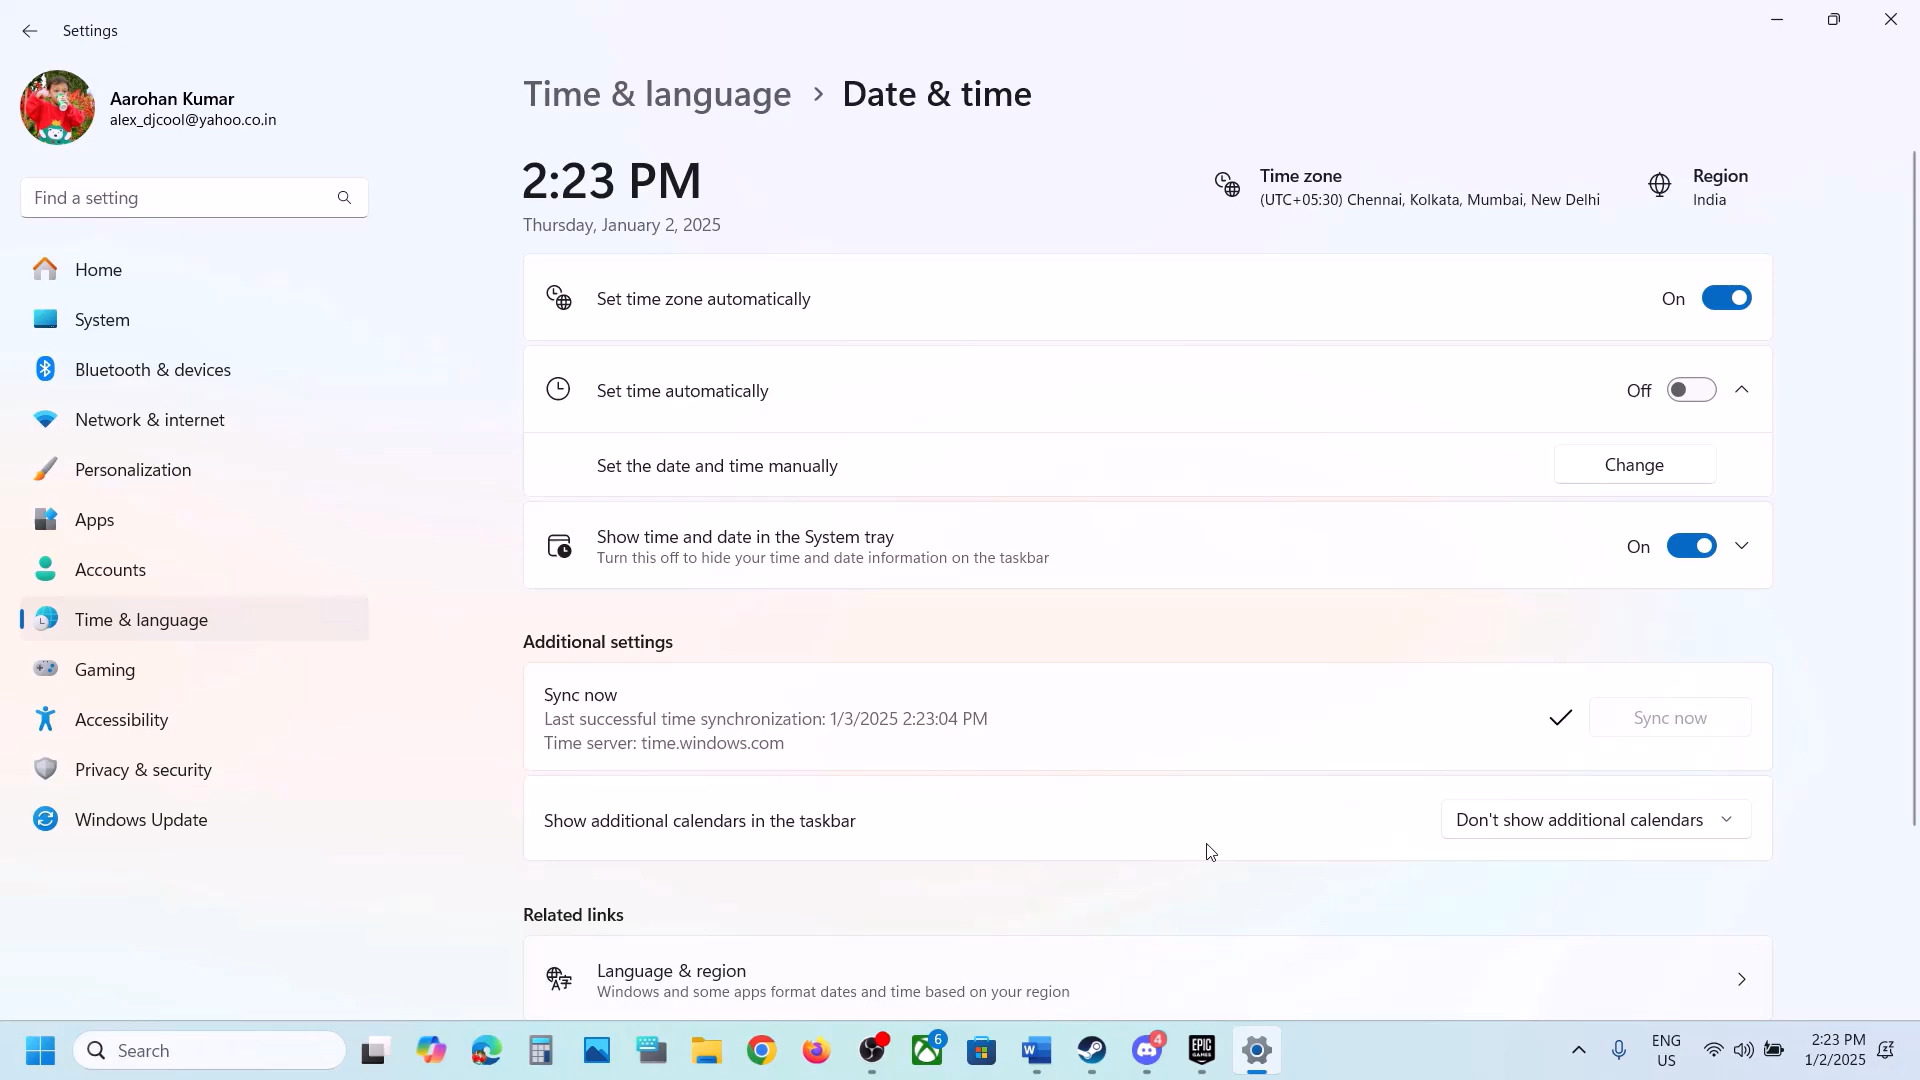 Settings
Aarohan Kumar
alex_djcool@yahoo.co.in
Find a setting
Home
System
Bluetooth & devices
Network & internet
Personalization
Apps
Accounts
Time & language
Gaming
Accessibility
Privacy & security
Windows Update
Time & language > Date & time
2:23 PM
Thursday, January 2, 2025
Time zone
(UTC+05:30) Chennai, Kolkata, Mumbai, New Delhi
Region
India
Set time zone automatically
On
Set time automatically
Off
Set the date and time manually
Change
Show time and date in the System tray
Turn this off to hide your time and date information on the taskbar
On
Additional settings
Sync now
Last successful time synchronization: 1/3/2025 2:23:04 PM
Time server: time.windows.com
Sync now
Show additional calendars in the taskbar
Don't show additional calendars
Related links
Language & region
Windows and some apps format dates and time based on your region
Search
6
4
EPIC
GAMES
ENG
US
2:23 PM
1/2/2025